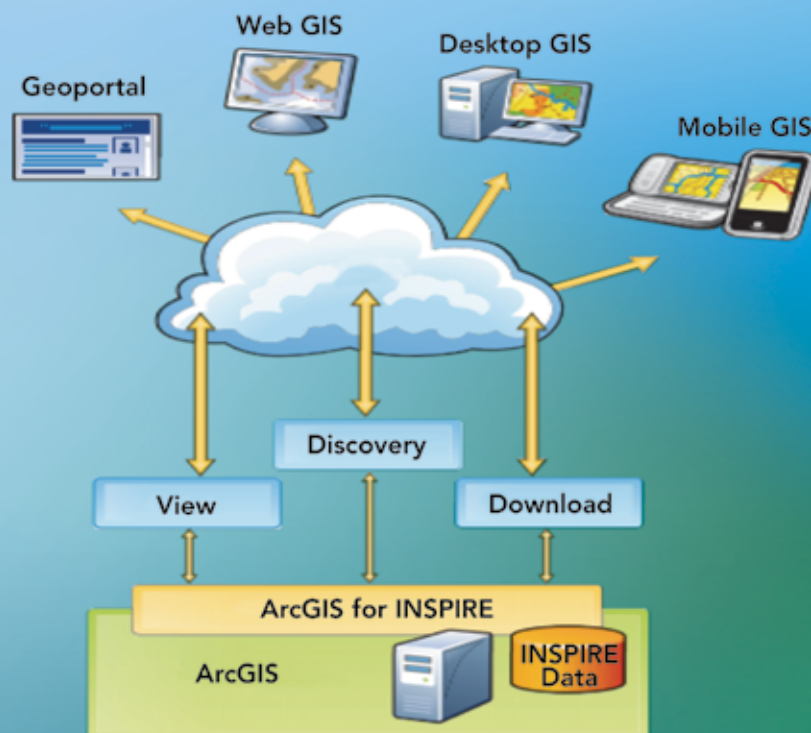 Web GIS
Desktop GIS
Geoportal
Mobile GIS
Discovery
View
Download
ArcGIS for INSPIRE
ArcGIS
INSPIRE
Data